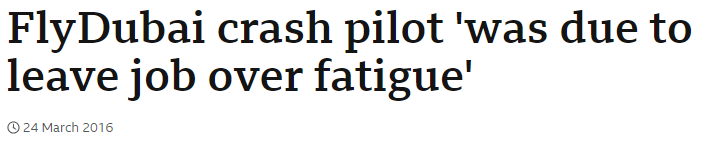 FlyDubai crash pilot 'was due to
leave job over fatigue'
24 March 2016